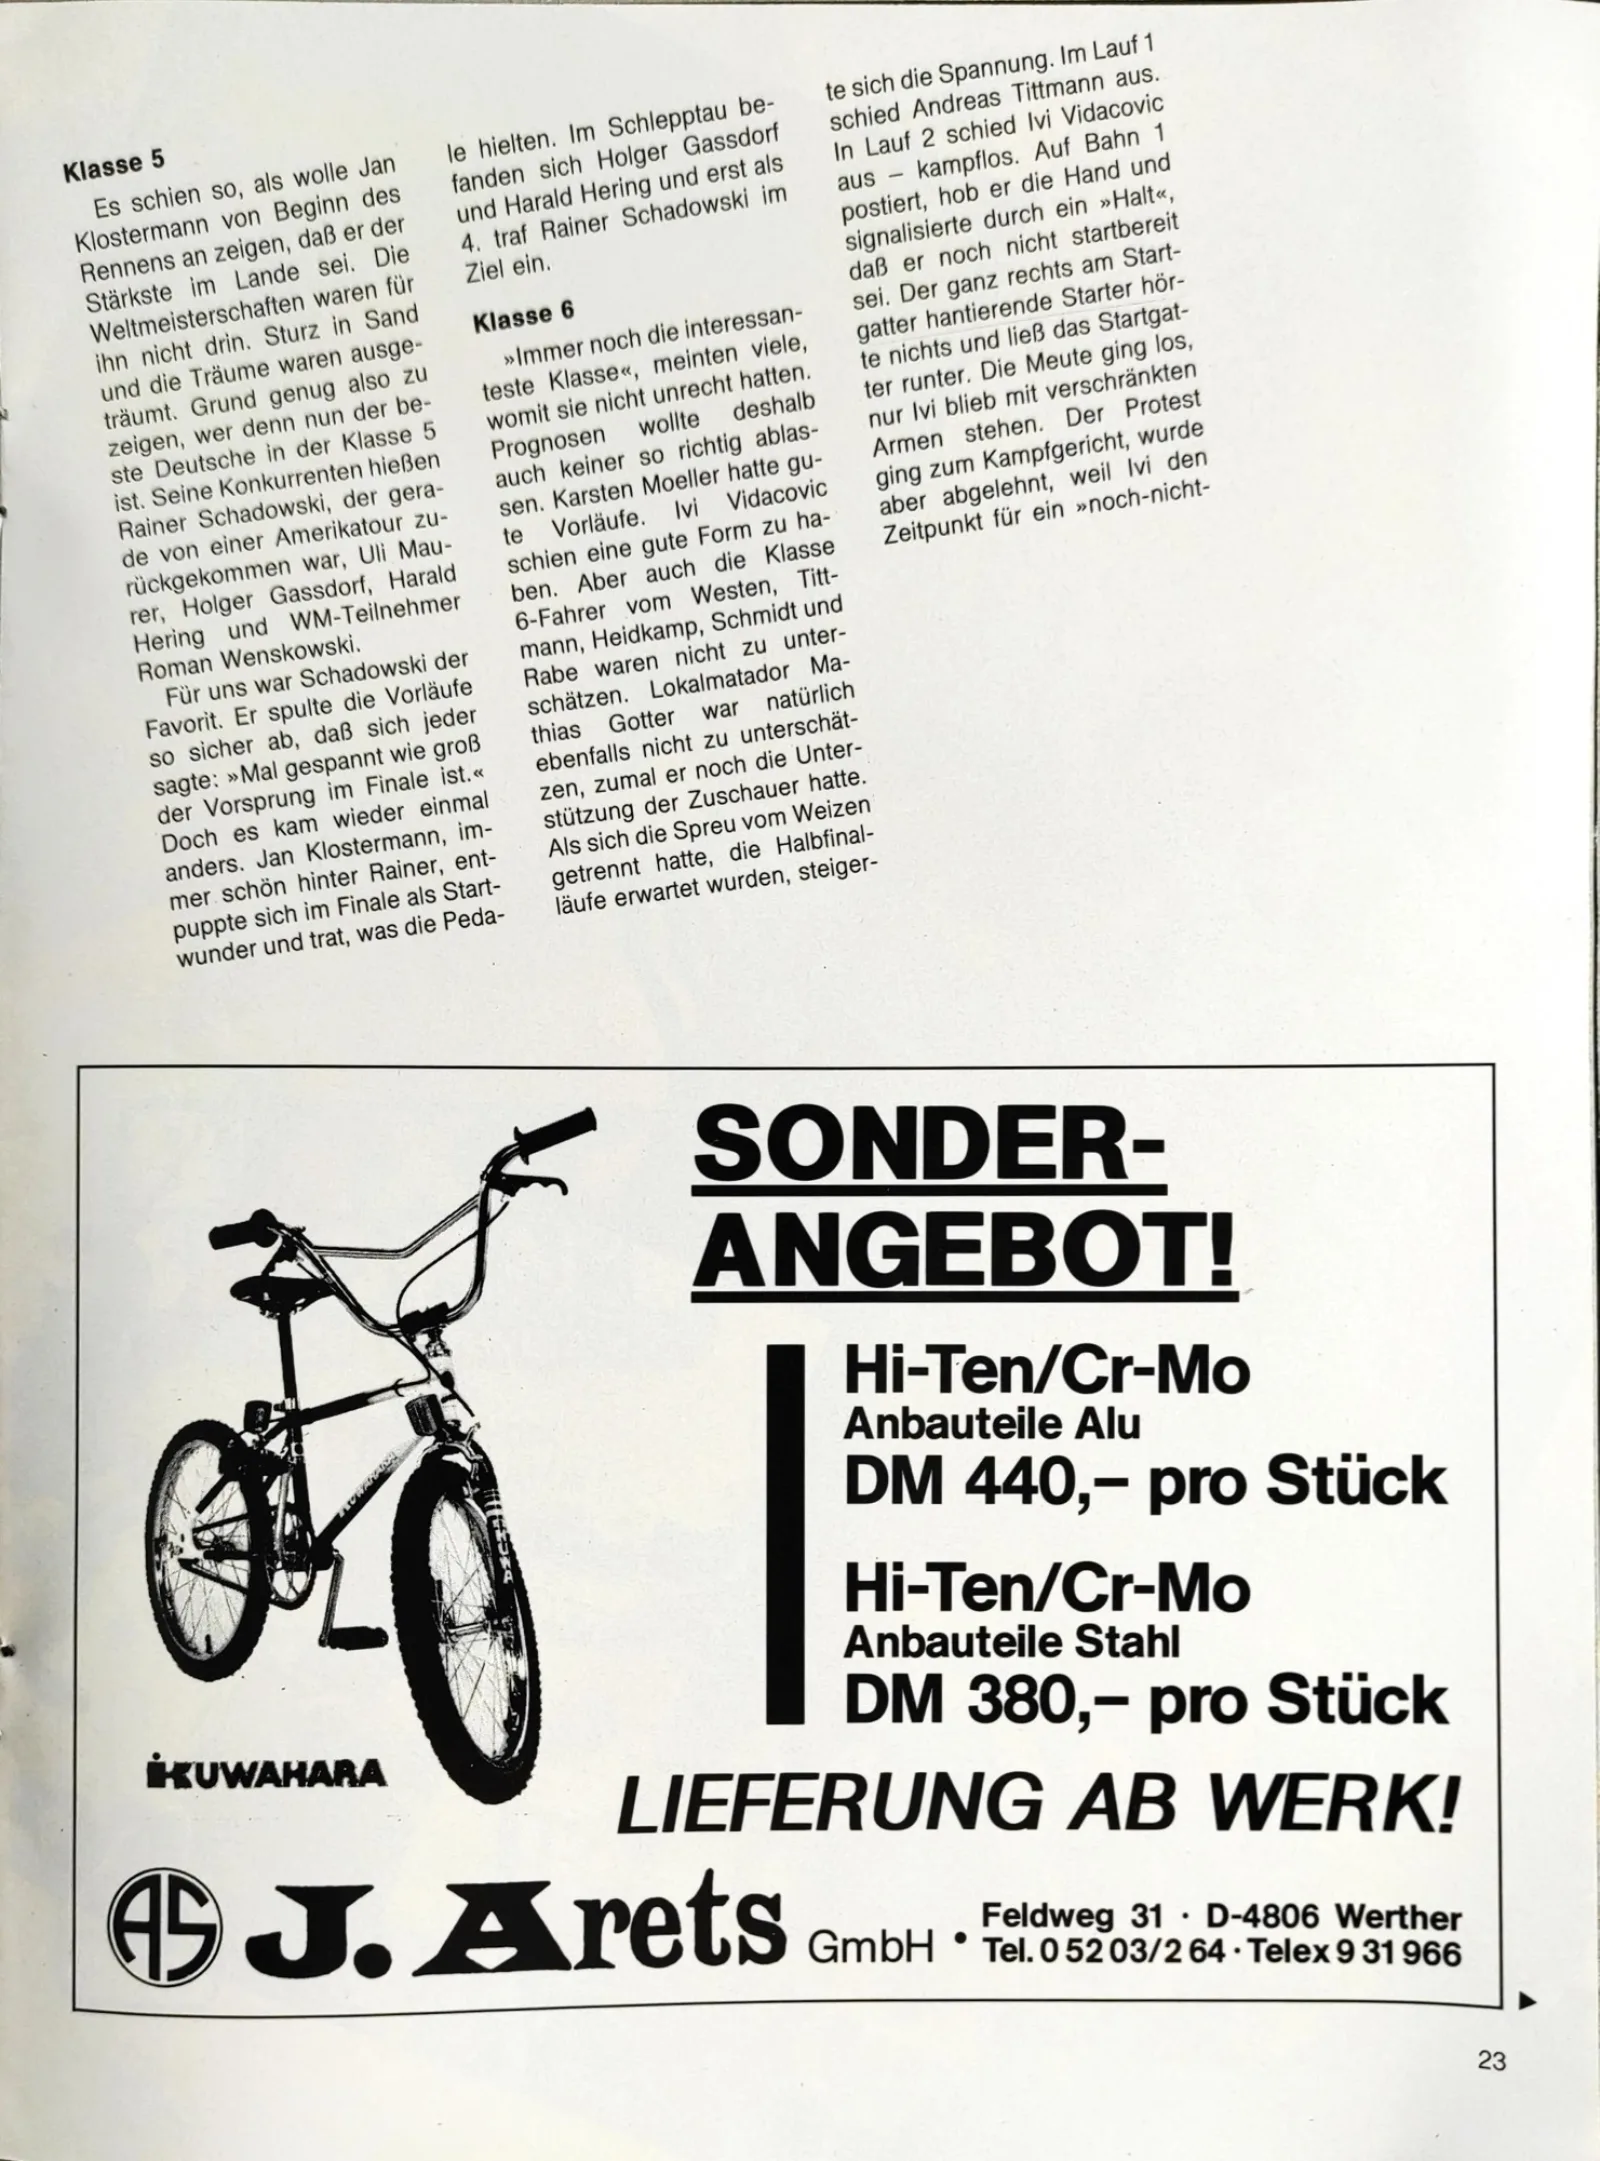 Klasse 5
Es schien so, als wolle Jan
Klostermann von Beginn des
Rennens an zeigen, daß er der
Stärkste im Lande sei. Die
Weltmeisterschaften waren für
ihn nicht drin. Sturz in Sand
und die Träume waren ausge-
träumt. Grund genug also zu
zeigen, wer denn nun der be-
ste Deutsche in der Klasse 5
ist. Seine Konkurrenten hießen
Rainer Schadowski, der gera-
de von einer Amerikatour zu-
rückgekommen war, Uli Mau-
rer, Holger Gassdorf, Harald
Hering und WM-Teilnehmer
Roman Wenskowski.
Für uns war Schadowski der
Favorit. Er spulte die Vorläufe
so sicher ab, daß sich jeder
sagte: »Mal gespannt wie groß
der Vorsprung im Finale ist.«
Doch es kam wieder einmal
anders. Jan Klostermann, im-
mer schön hinter Rainer, ent-
puppte sich im Finale als Start-
wunder und trat, was die Peda-
le hielten. Im Schlepptau be-
fanden sich Holger Gassdorf
und Harald Hering und erst als
4. traf Rainer Schadowski im
Ziel ein.
Klasse 6
»Immer noch die interessan-
teste Klasse«, meinten viele,
womit sie nicht unrecht hatten.
Prognosen wollte deshalb
auch keiner so richtig ablas-
sen. Karsten Moeller hatte gu-
te Vorläufe. Ivi Vidacovic
schien eine gute Form zu ha-
ben. Aber auch die Klasse
6-Fahrer vom Westen, Titt-
mann, Heidkamp, Schmidt und
Rabe waren nicht zu unter-
schätzen. Lokalmatador Ma-
thias Gotter war natürlich
ebenfalls nicht zu unterschät-
zen, zumal er noch die Unter-
stützung der Zuschauer hatte.
Als sich die Spreu vom Weizen
getrennt hatte, die Halbfinal-
läufe erwartet wurden, steiger-
te sich die Spannung. Im Lauf 1
schied Andreas Tittmann aus.
In Lauf 2 schied Ivi Vidacovic
aus – kampflos. Auf Bahn 1
postiert, hob er die Hand und
signalisierte durch ein »Halt«,
daß er noch nicht startbereit
sei. Der ganz rechts am Start-
gatter hantierende Starter hör-
te nichts und ließ das Startgat-
ter runter. Die Meute ging los,
nur Ivi blieb mit verschränkten
Armen stehen. Der Protest
ging zum Kampfgericht, wurde
aber abgelehnt, weil Ivi den
Zeitpunkt für ein »noch-nicht-
SONDER-
ANGEBOT!
Hi-Ten/Cr-Mo
Anbauteile Alu
DM 440,– pro Stück
Hi-Ten/Cr-Mo
Anbauteile Stahl
DM 380,– pro Stück
KUWAHARA
KUWAHARA
LIEFERUNG AB WERK!
AS J. Arets GmbH •
Feldweg 31 · D-4806 Werther
Tel. 0 52 03/2 64 · Telex 9 31 966
23